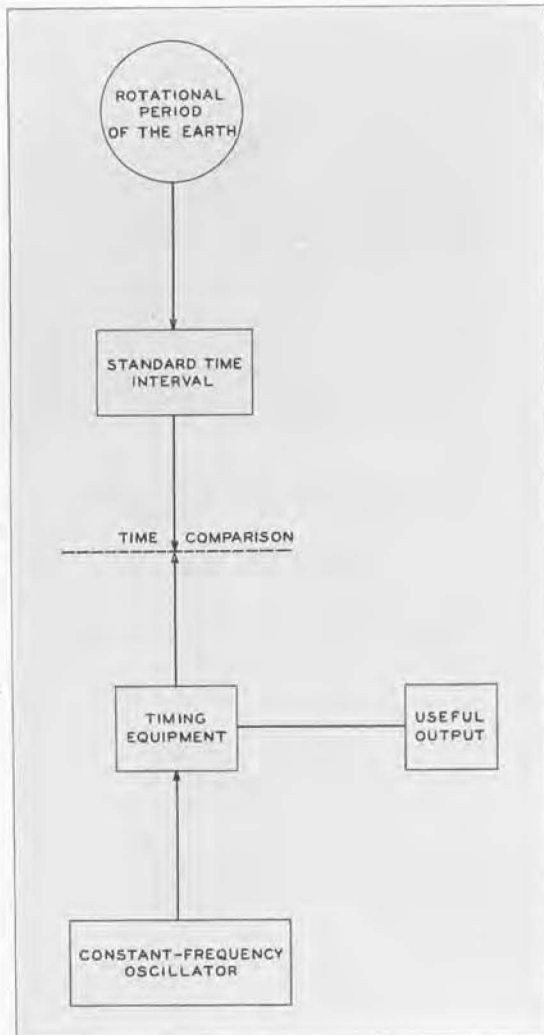 ROTATIONAL
PERIOD
OF THE EARTH
STANDARD TIME
INTERVAL
TIME COMPARISON
TIMING
EQUIPMENT
USEFUL
OUTPUT
CONSTANT-FREQUENCY
OSCILLATOR